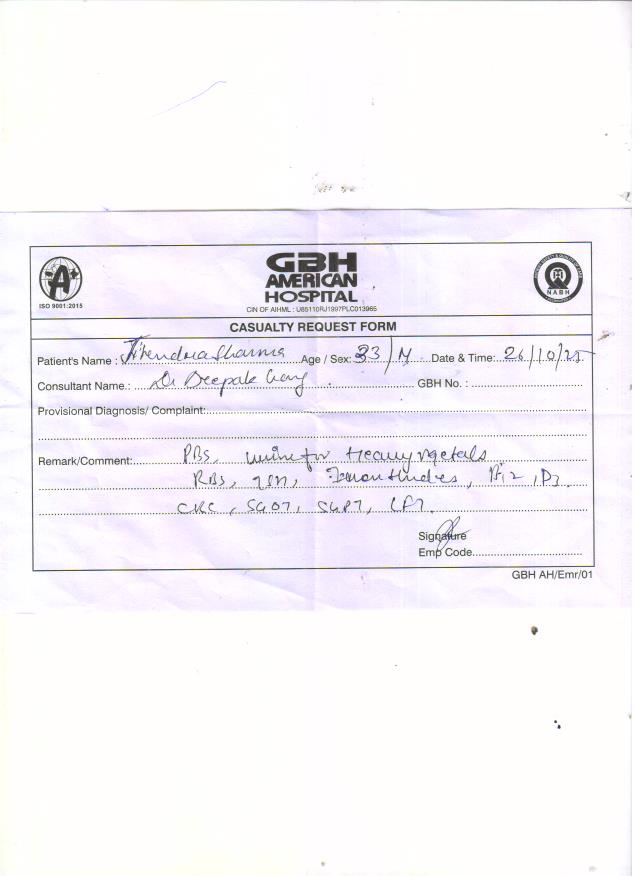 A
ISO 9001:2015
GBH
AMERICAN
HOSPITAL
CIN OF AIHML : U85110RJ1997PLC013965
NABH
CASUALTY REQUEST FORM
Patient's Name : Jitendra Sharma Age / Sex: 33/M Date & Time: 26/10/25
Consultant Name.: Dr Deepak Garg GBH No. :
Provisional Diagnosis/ Complaint:
Remark/Comment: PBS, urine for heavy metals
RBS, Iron studies, B12, D3
CBC, SGOT, SGPT, LFT.
Signature
Emp Code
GBH AH/Emr/01